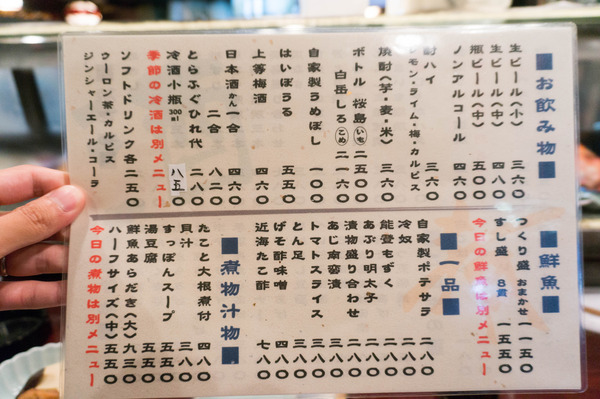 ■お飲み物■
生ビール(小) 三六〇
生ビール(中) 四八〇
瓶ビール(中) 五〇〇
ノンアルコール 四六〇
酎ハイ 三六〇
レモン・ライム・梅・カルピス
焼酎(芋・麦・米) 三六〇
ボトル 桜島 いも
白岳しろ こめ 二一六〇
自家製うめぼし 一〇〇
はいぼうる 五五〇
上等梅酒 四六〇
日本酒かん一合 四六〇
二合 八二〇
とらふぐひれ代 二八〇
冷酒小瓶300ml 八五〇
季節の冷酒は別メニュー
ソフトドリンク各二五〇
ウーロン茶・カルピス
ジンジャーエール・コーラ
■鮮魚■
つくり盛 おまかせ 一一五〇
すし盛 8貫 一五五〇
今日の鮮魚は別メニュー
■一品■
自家製ポテサラ 二八〇
冷奴 二八〇
能登もずく 二八〇
あぶり明太子
漬物盛り合わせ 三八〇
あじ南蛮漬 三八〇
トマトスライス 三八〇
とん足 三八〇
げそ酢味噌 四八〇
近海たこ酢 七八〇
■煮物汁物■
たこと大根煮付 四八〇
貝汁 三八〇
すっぽんスープ 五五〇
湯豆腐 五五〇
鮮魚あらだき(大) 九三〇
ハーフサイズ(中) 五五〇
今日の煮物は別メニュー